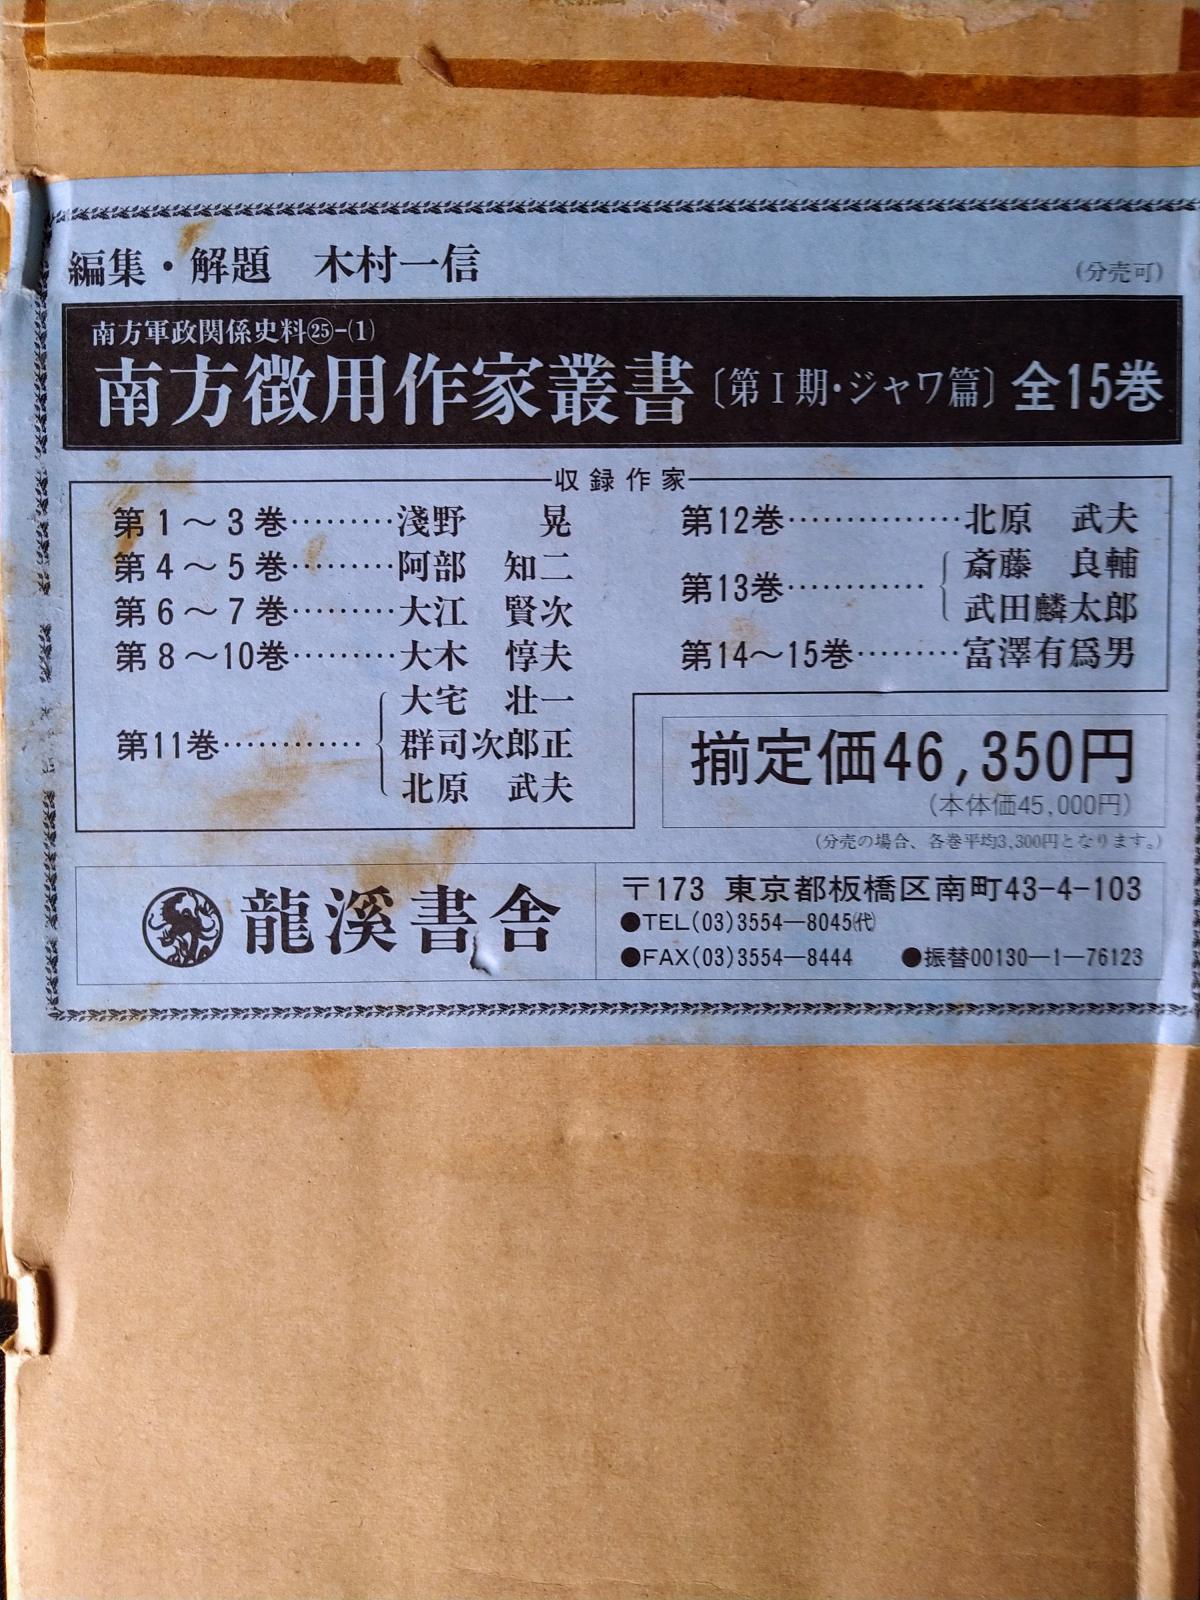 編集・解題　木村一信
(分売可)
南方軍政関係史料㉕-(1)
南方徴用作家叢書〔第Ⅰ期・ジャワ篇〕全15巻
収録作家
第1〜3巻………淺野　　晃
第4〜5巻………阿部　知二
第6〜7巻………大江　賢次
第8〜10巻………大木　惇夫
第11巻…………
大宅　壮一
群司次郎正
北原　武夫
第12巻……………北原　武夫
第13巻…………
斎藤　良輔
武田麟太郎
第14〜15巻………富澤有爲男
揃定価46,350円
(本体価45,000円)
(分売の場合、各巻平均3,300円となります。)
龍溪書舎
〒173 東京都板橋区南町43-4-103
●TEL(03)3554―8045㈹
●FAX(03)3554―8444　●振替00130―1―76123